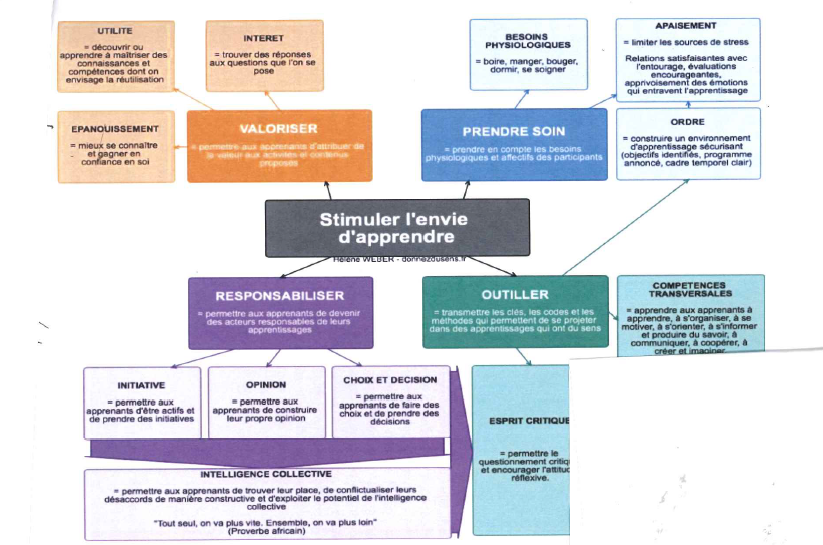 UTILITE
= découvrir ou
apprendre à maîtriser des
connaissances et
compétences dont on
envisage la réutilisation
INTERET
= trouver des réponses
aux questions que l'on se
pose
EPANOUISSEMENT
= mieux se connaître
et gagner en
confiance en soi
VALORISER
= permettre aux apprenants d'attribuer de
la valeur aux activités et contenus
proposés
BESOINS
PHYSIOLOGIQUES
= boire, manger, bouger,
dormir, se soigner
APAISEMENT
= limiter les sources de stress
Relations satisfaisantes avec
l'entourage, évaluations
encourageantes,
apprivoisement des émotions
qui entravent l'apprentissage
PRENDRE SOIN
= prendre en compte les besoins
physiologiques et affectifs des participants
ORDRE
= construire un environnement
d'apprentissage sécurisant
(objectifs identifiés, programme
annoncé, cadre temporel clair)
Stimuler l'envie
d'apprendre
Hélène WEBER - donnezdusens.fr
RESPONSABILISER
= permettre aux apprenants de devenir
des acteurs responsables de leurs
apprentissages
OUTILLER
= transmettre les clés, les codes et les
méthodes qui permettent de se projeter
dans des apprentissages qui ont du sens
COMPETENCES
TRANSVERSALES
= apprendre aux apprenants à
apprendre, à s'organiser, à se
motiver, à s'orienter, à s'informer
et produire du savoir, à
communiquer, à coopérer, à
créer et imaginer
INITIATIVE
= permettre aux
apprenants d'être actifs et
de prendre des initiatives
OPINION
= permettre aux
apprenants de construire
leur propre opinion
CHOIX ET DECISION
= permettre aux
apprenants de faire des
choix et de prendre des
décisions
ESPRIT CRITIQUE
= permettre le
questionnement critiq
et encourager l'attitud
réflexive.
INTELLIGENCE COLLECTIVE
= permettre aux apprenants de trouver leur place, de conflictualiser leurs
désaccords de manière constructive et d'exploiter le potentiel de l'intelligence
collective
"Tout seul, on va plus vite. Ensemble, on va plus loin"
(Proverbe africain)